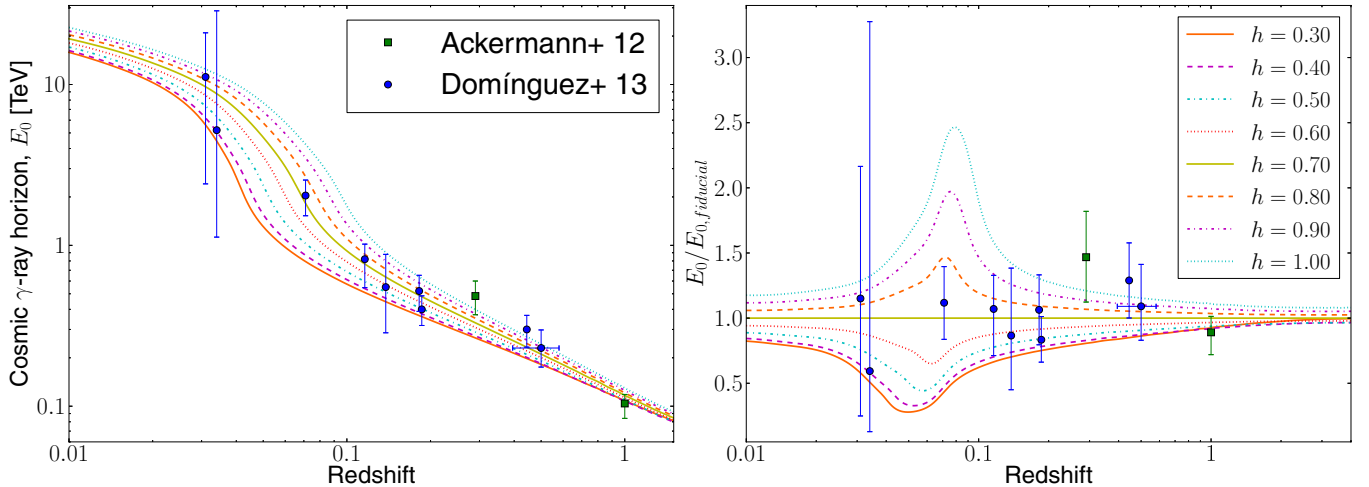 Cosmic γ-ray horizon, E₀ [TeV]
10
1
0.1
0.01
0.1
1
Redshift
Ackermann+ 12
Domínguez+ 13
E₀/E₀,fiducial
3.0
2.5
2.0
1.5
1.0
0.5
0.01
0.1
1
Redshift
h = 0.30
h = 0.40
h = 0.50
h = 0.60
h = 0.70
h = 0.80
h = 0.90
h = 1.00